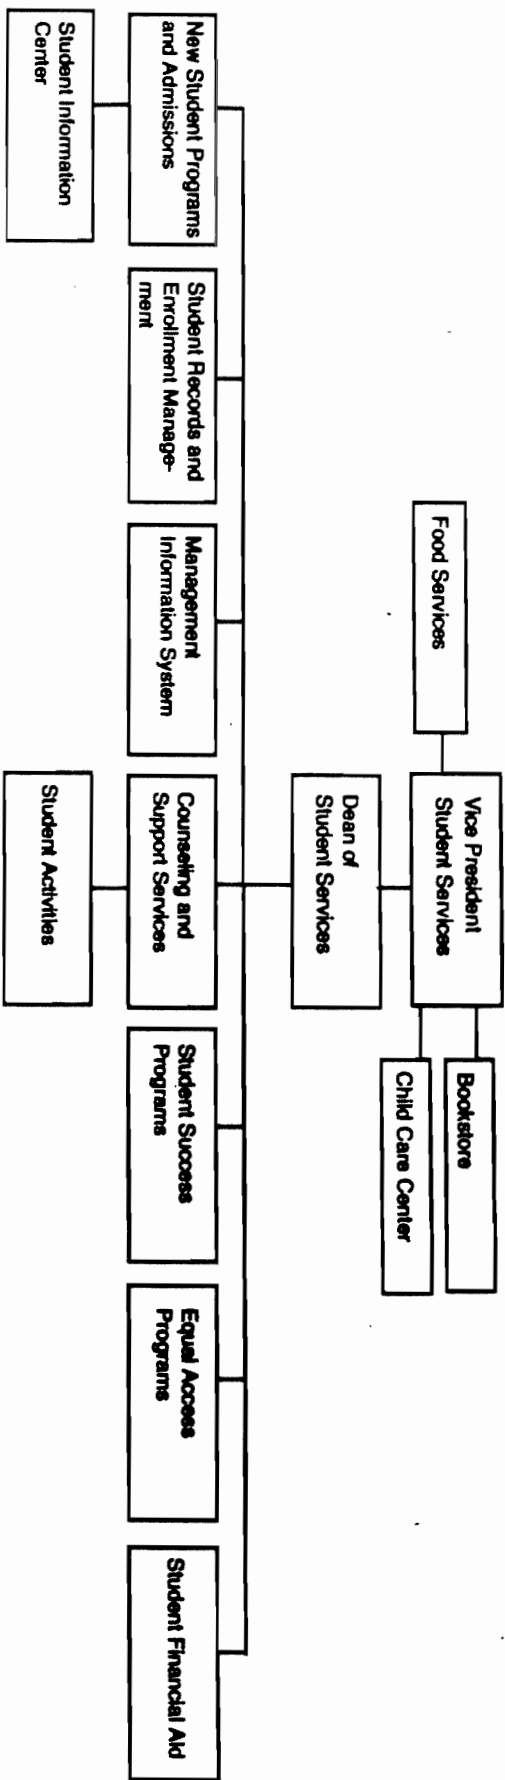 Vice President
Student Services
Food Services
Bookstore
Child Care Center
Dean of
Student Services
New Student Programs
and Admissions
Student Records and
Enrollment Manage-
ment
Management
Information System
Counseling and
Support Services
Student Success
Programs
Equal Access
Programs
Student Financial Aid
Student Information
Center
Student Activities